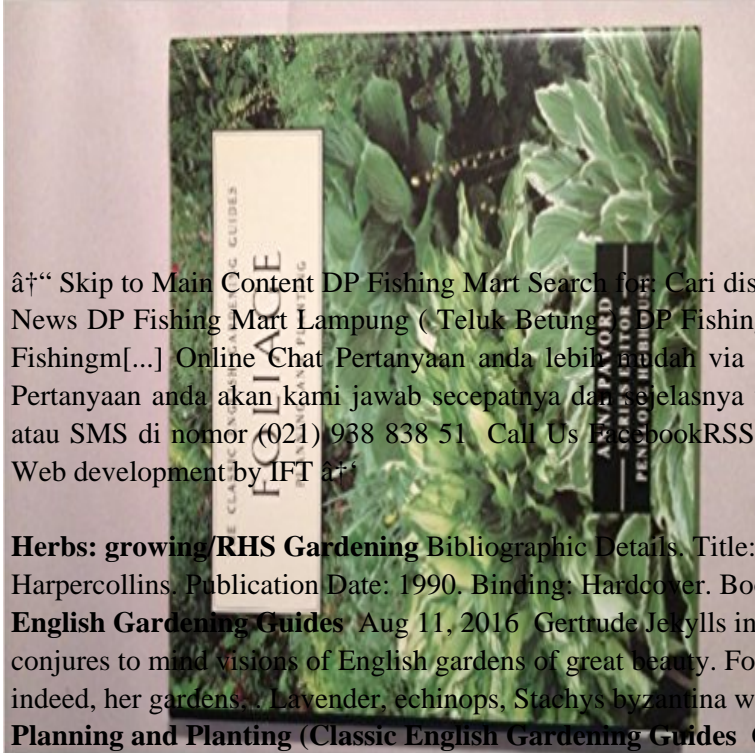 THE CLASSIC ENGLISH GARDENING GUIDES
FOLIAGE
PLANNING AND PLANTING
ANNA PAVORD
SERIES EDITOR
â†“ Skip to Main Content DP Fishing Mart Search for: Cari dis
News DP Fishing Mart Lampung ( Teluk Betung DP Fishin
Fishingm[...] Online Chat Pertanyaan anda lebih mudah via
Pertanyaan anda akan kami jawab secepatnya dan sejelasnya
atau SMS di nomor (021) 938 838 51 Call Us FacebookRSS
Web development by IFT â†‘
Herbs: growing/RHS Gardening Bibliographic Details. Title:
Harpercollins. Publication Date: 1990. Binding: Hardcover. Boo
English Gardening Guides Aug 11, 2016 Gertrude Jekylls in
conjures to mind visions of English gardens of great beauty. Fo
indeed, her gardens, . Lavender, echinops, Stachys byzantina w
Planning and Planting (Classic English Gardening Guides